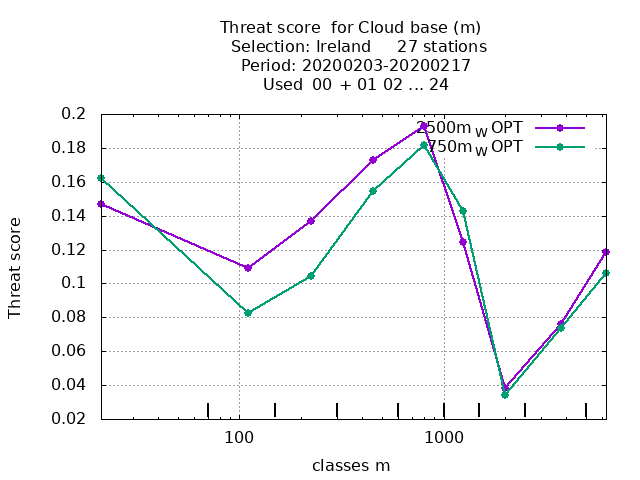 Threat score  for Cloud base (m)
Selection: Ireland     27 stations
Period: 20200203-20200217
Used  00  + 01 02 ... 24
2500m_W OPT
750m_W OPT
0.2
0.18
0.16
0.14
0.12
0.1
0.08
0.06
0.04
0.02
Threat score
100
1000
classes m